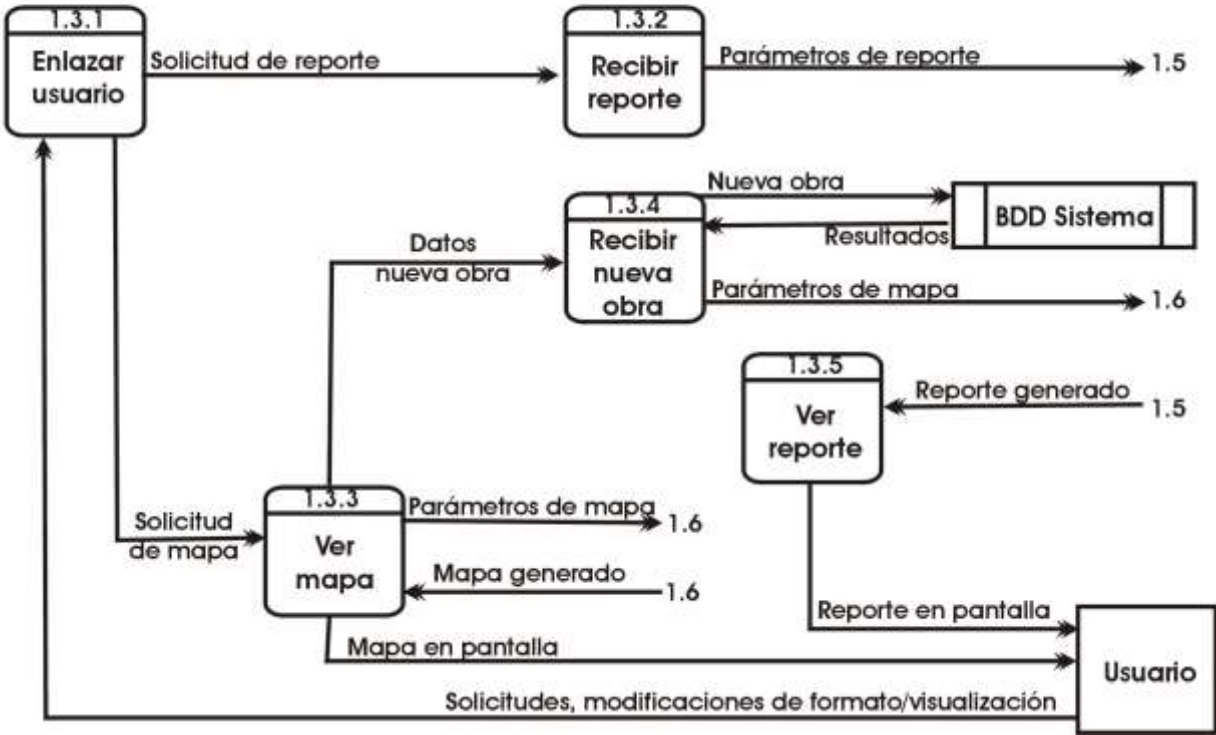 1.3.1
Enlazar
usuario
Solicitud de reporte
1.3.2
Recibir
reporte
Parámetros de reporte
1.5
1.3.4
Recibir
nueva
obra
Nueva obra
BDD Sistema
Resultados
Datos
nueva obra
Parámetros de mapa
1.6
1.3.5
Ver
reporte
Reporte generado
1.5
1.3.3
Ver
mapa
Solicitud
de mapa
Parámetros de mapa
1.6
Mapa generado
1.6
Reporte en pantalla
Mapa en pantalla
Usuario
Solicitudes, modificaciones de formato/visualización